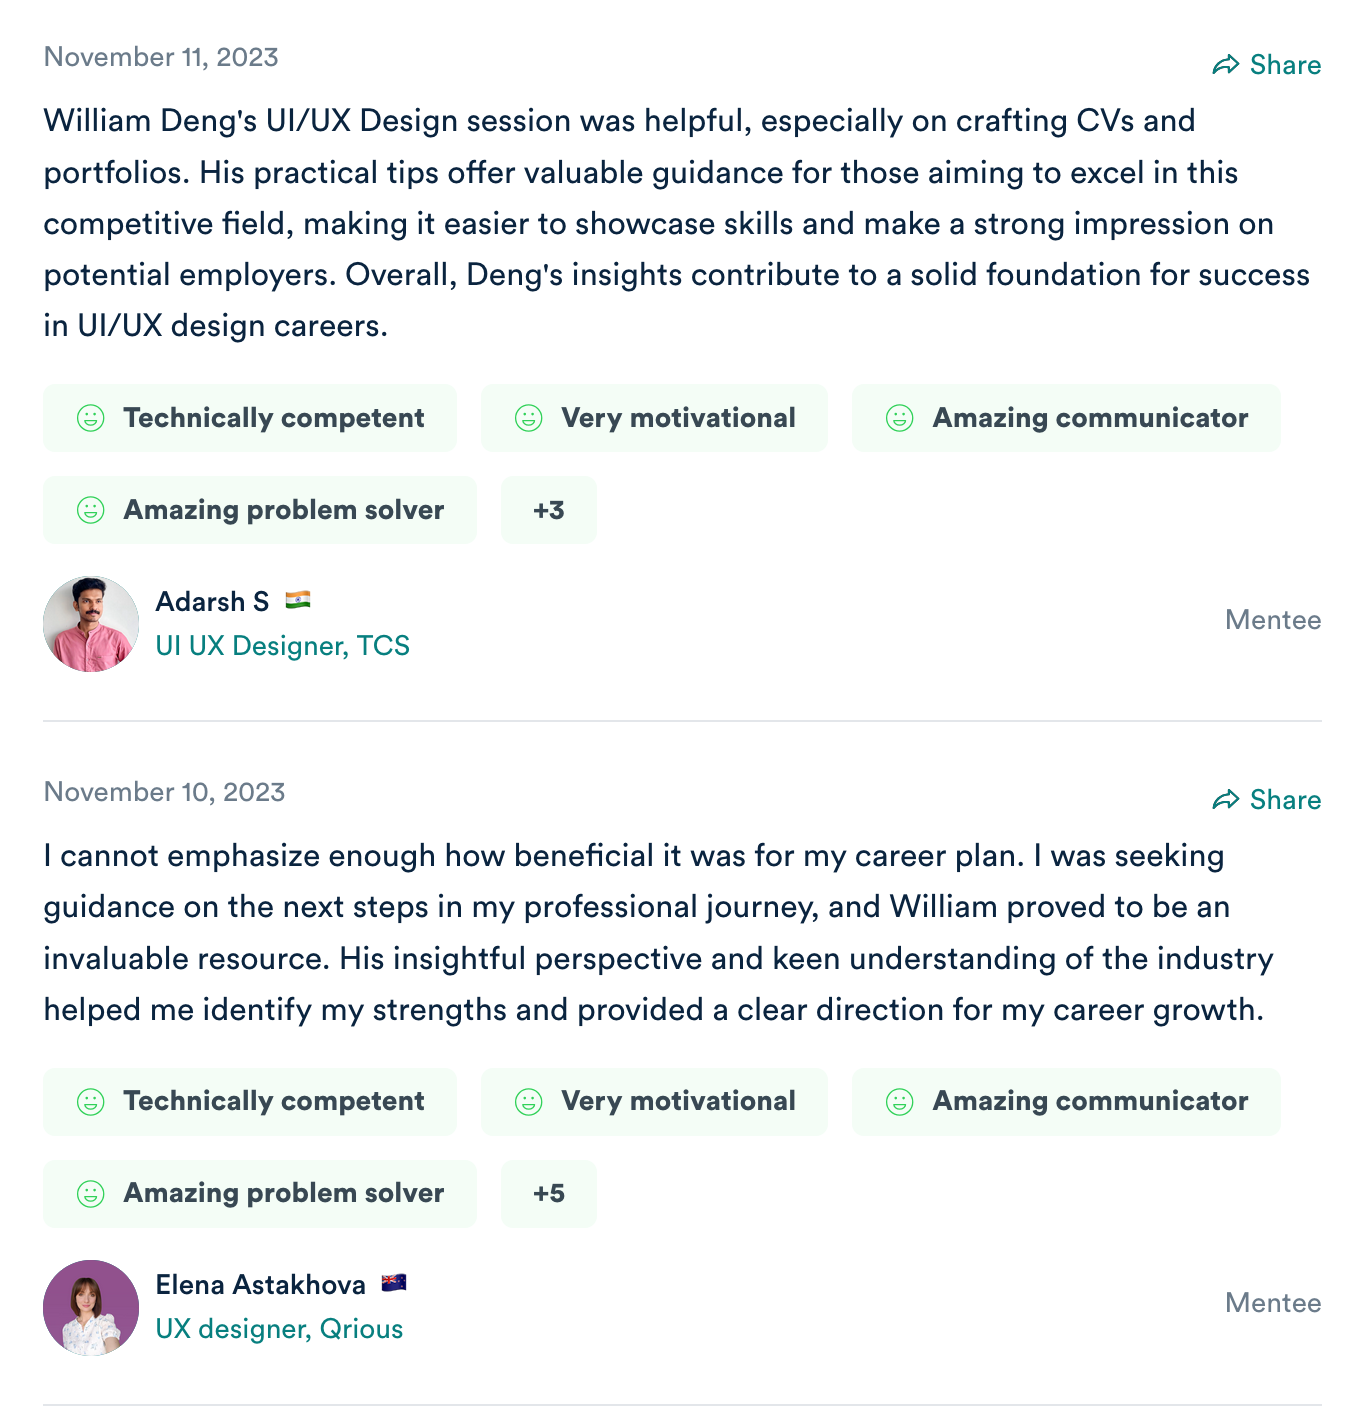 November 11, 2023
Share
William Deng's UI/UX Design session was helpful, especially on crafting CVs and
portfolios. His practical tips offer valuable guidance for those aiming to excel in this
competitive field, making it easier to showcase skills and make a strong impression on
potential employers. Overall, Deng's insights contribute to a solid foundation for success
in UI/UX design careers.
Technically competent
Very motivational
Amazing communicator
Amazing problem solver
+3
Adarsh S
UI UX Designer, TCS
Mentee
November 10, 2023
Share
I cannot emphasize enough how beneficial it was for my career plan. I was seeking
guidance on the next steps in my professional journey, and William proved to be an
invaluable resource. His insightful perspective and keen understanding of the industry
helped me identify my strengths and provided a clear direction for my career growth.
Technically competent
Very motivational
Amazing communicator
Amazing problem solver
+5
Elena Astakhova
UX designer, Qrious
Mentee